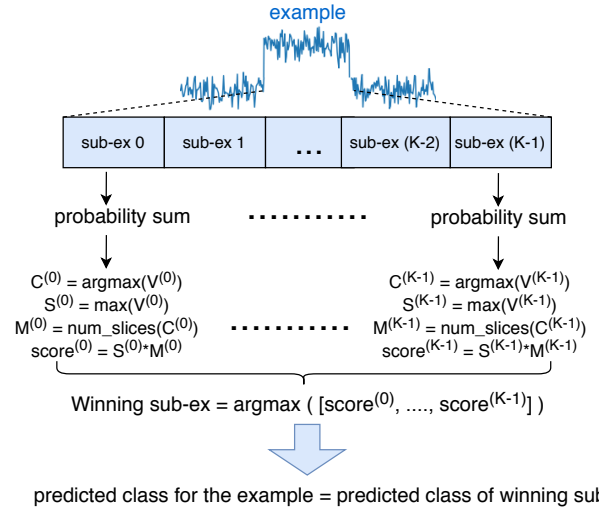 example
sub-ex 0 sub-ex 1 ... sub-ex (K-2) sub-ex (K-1)
probability sum ............ probability sum
C^(0) = argmax(V^(0)) C^(K-1) = argmax(V^(K-1))
S^(0) = max(V^(0)) S^(K-1) = max(V^(K-1))
M^(0) = num_slices(C^(0)) ............ M^(K-1) = num_slices(C^(K-1))
score^(0) = S^(0)*M^(0) score^(K-1) = S^(K-1)*M^(K-1)
Winning sub-ex = argmax ( [score^(0), ...., score^(K-1)] )
predicted class for the example = predicted class of winning sub